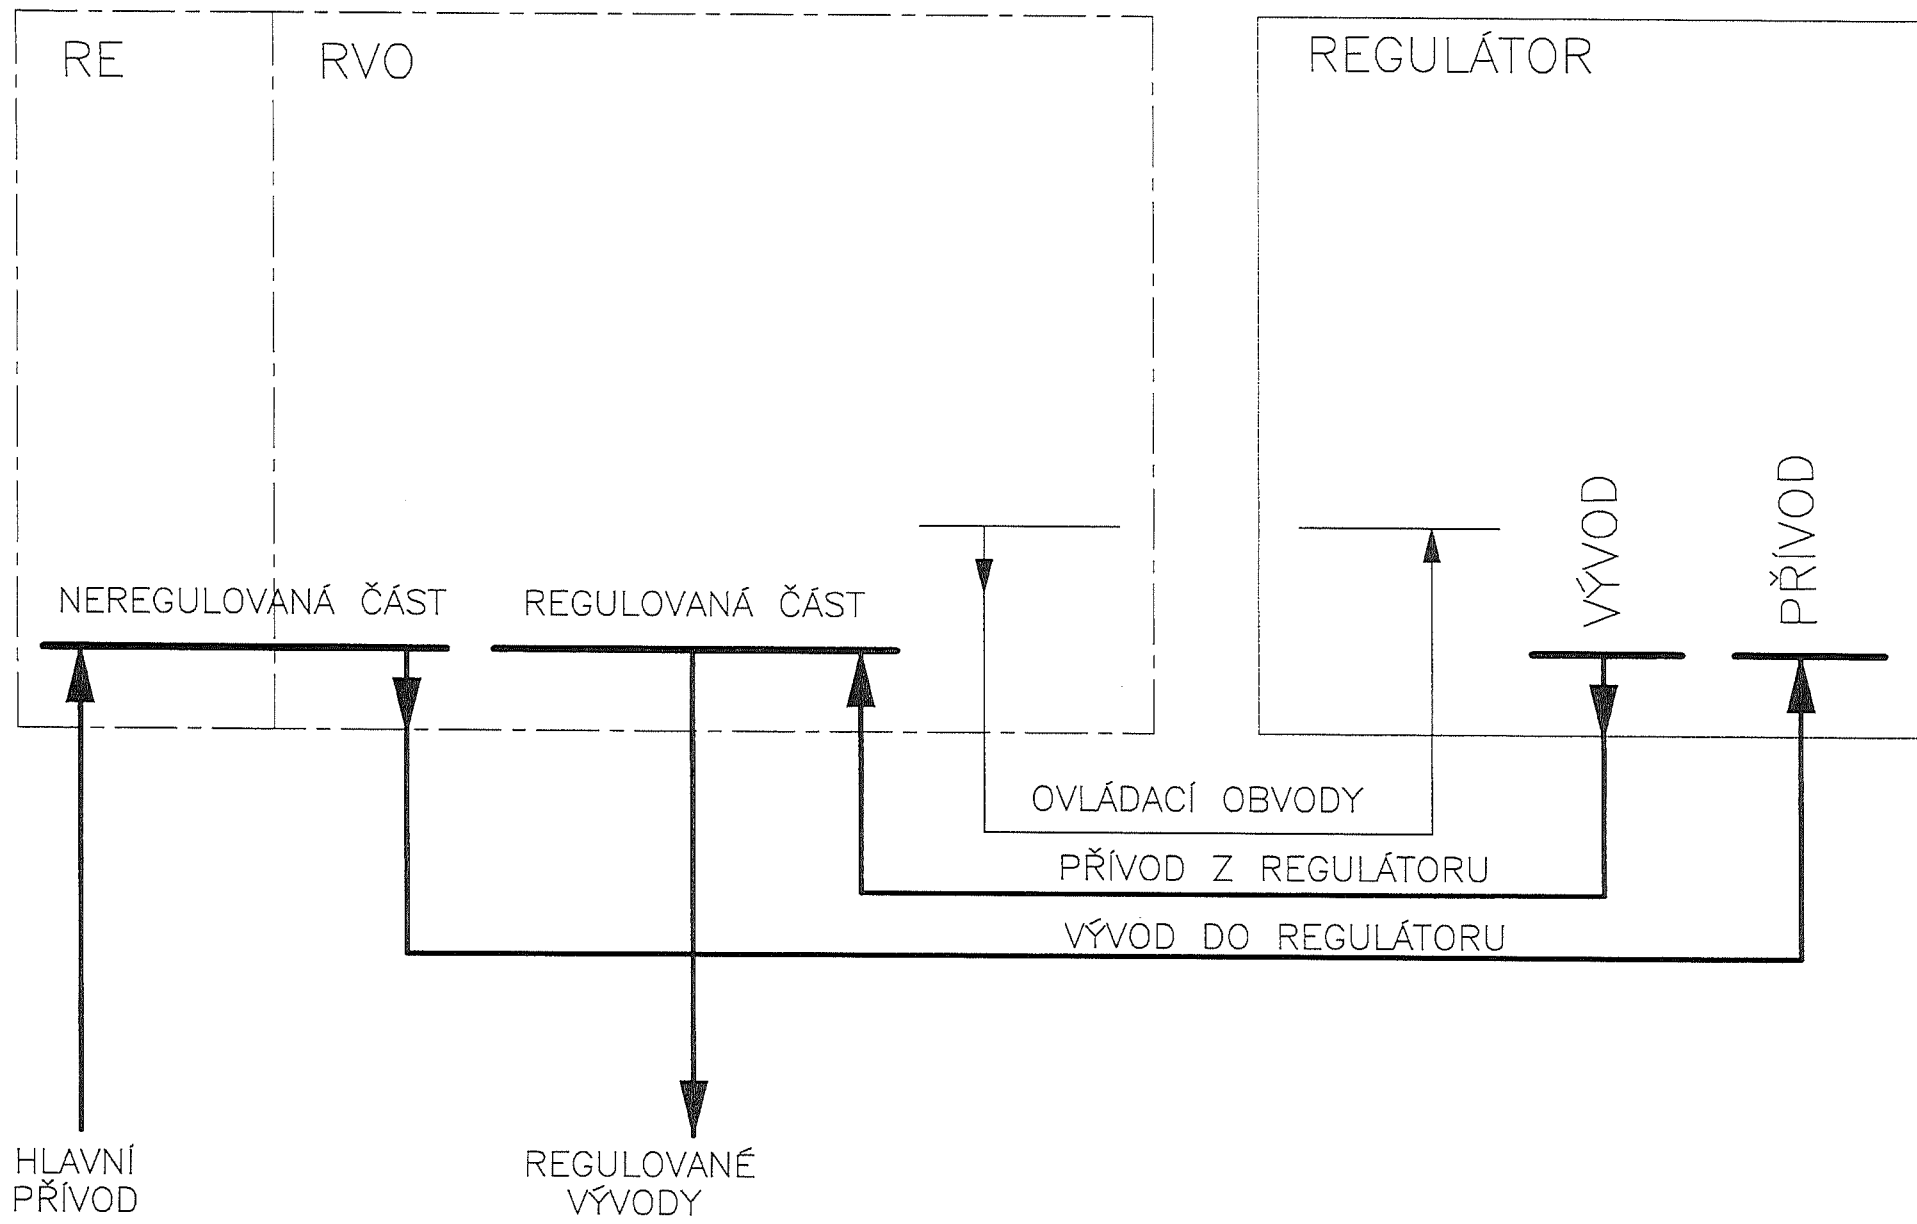 RE
RVO
REGULÁTOR
VÝVOD
PŘÍVOD
NEREGULOVANÁ ČÁST
REGULOVANÁ ČÁST
OVLÁDACÍ OBVODY
PŘÍVOD Z REGULÁTORU
VÝVOD DO REGULÁTORU
HLAVNÍ
PŘÍVOD
REGULOVANÉ
VÝVODY